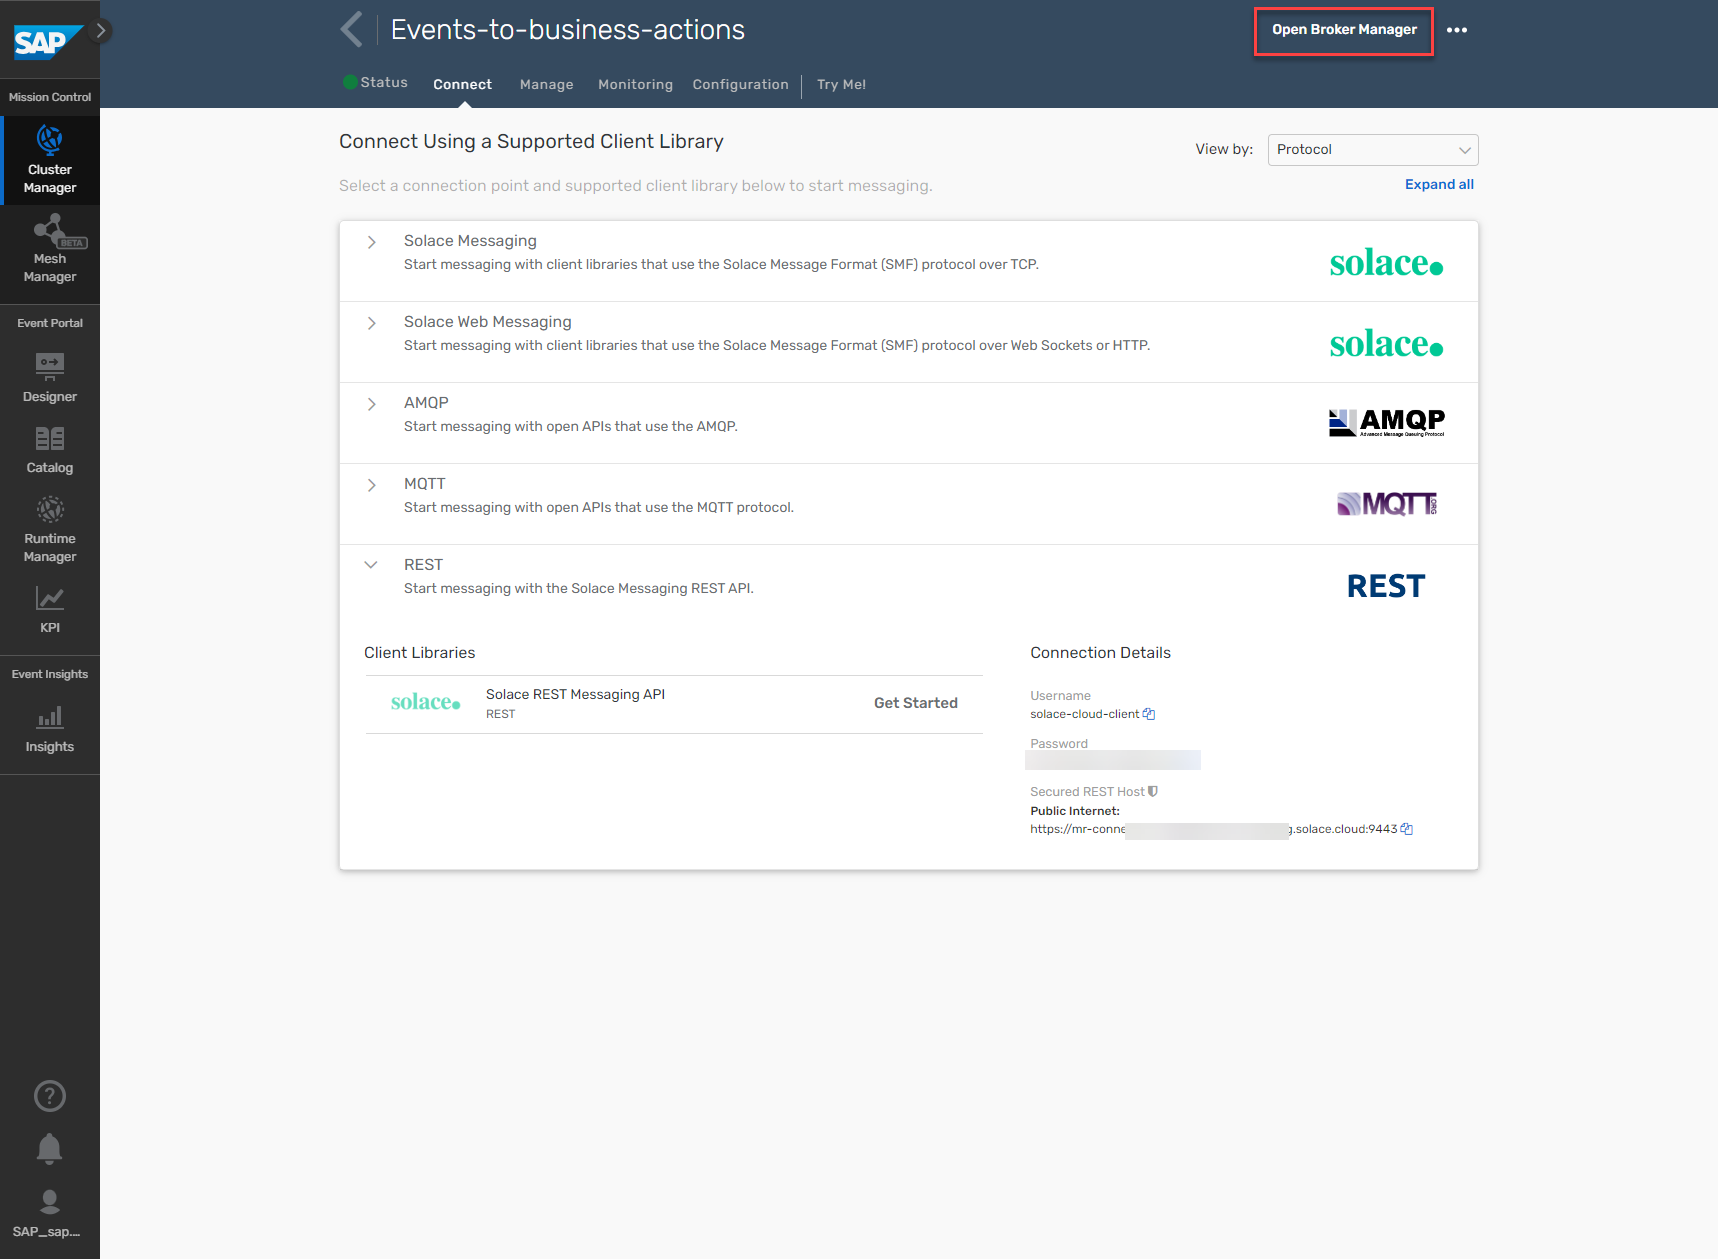 SAP
Mission Control
Cluster
Manager
BETA
Mesh
Manager
Event Portal
Designer
Catalog
Runtime
Manager
KPI
Event Insights
Insights
?
SAP_sap....
Events-to-business-actions
Open Broker Manager
Status
Connect
Manage
Monitoring
Configuration
Try Me!
Connect Using a Supported Client Library
View by:
Protocol
Select a connection point and supported client library below to start messaging.
Expand all
Solace Messaging
Start messaging with client libraries that use the Solace Message Format (SMF) protocol over TCP.
solace.
Solace Web Messaging
Start messaging with client libraries that use the Solace Message Format (SMF) protocol over Web Sockets or HTTP.
solace.
AMQP
Start messaging with open APIs that use the AMQP.
AMQP
Advanced Message Queuing Protocol
MQTT
Start messaging with open APIs that use the MQTT protocol.
MQTT.ORG
REST
Start messaging with the Solace Messaging REST API.
REST
Client Libraries
solace.
Solace REST Messaging API
REST
Get Started
Connection Details
Username
solace-cloud-client
Password
Secured REST Host
Public Internet:
https://mr-conne
.solace.cloud:9443